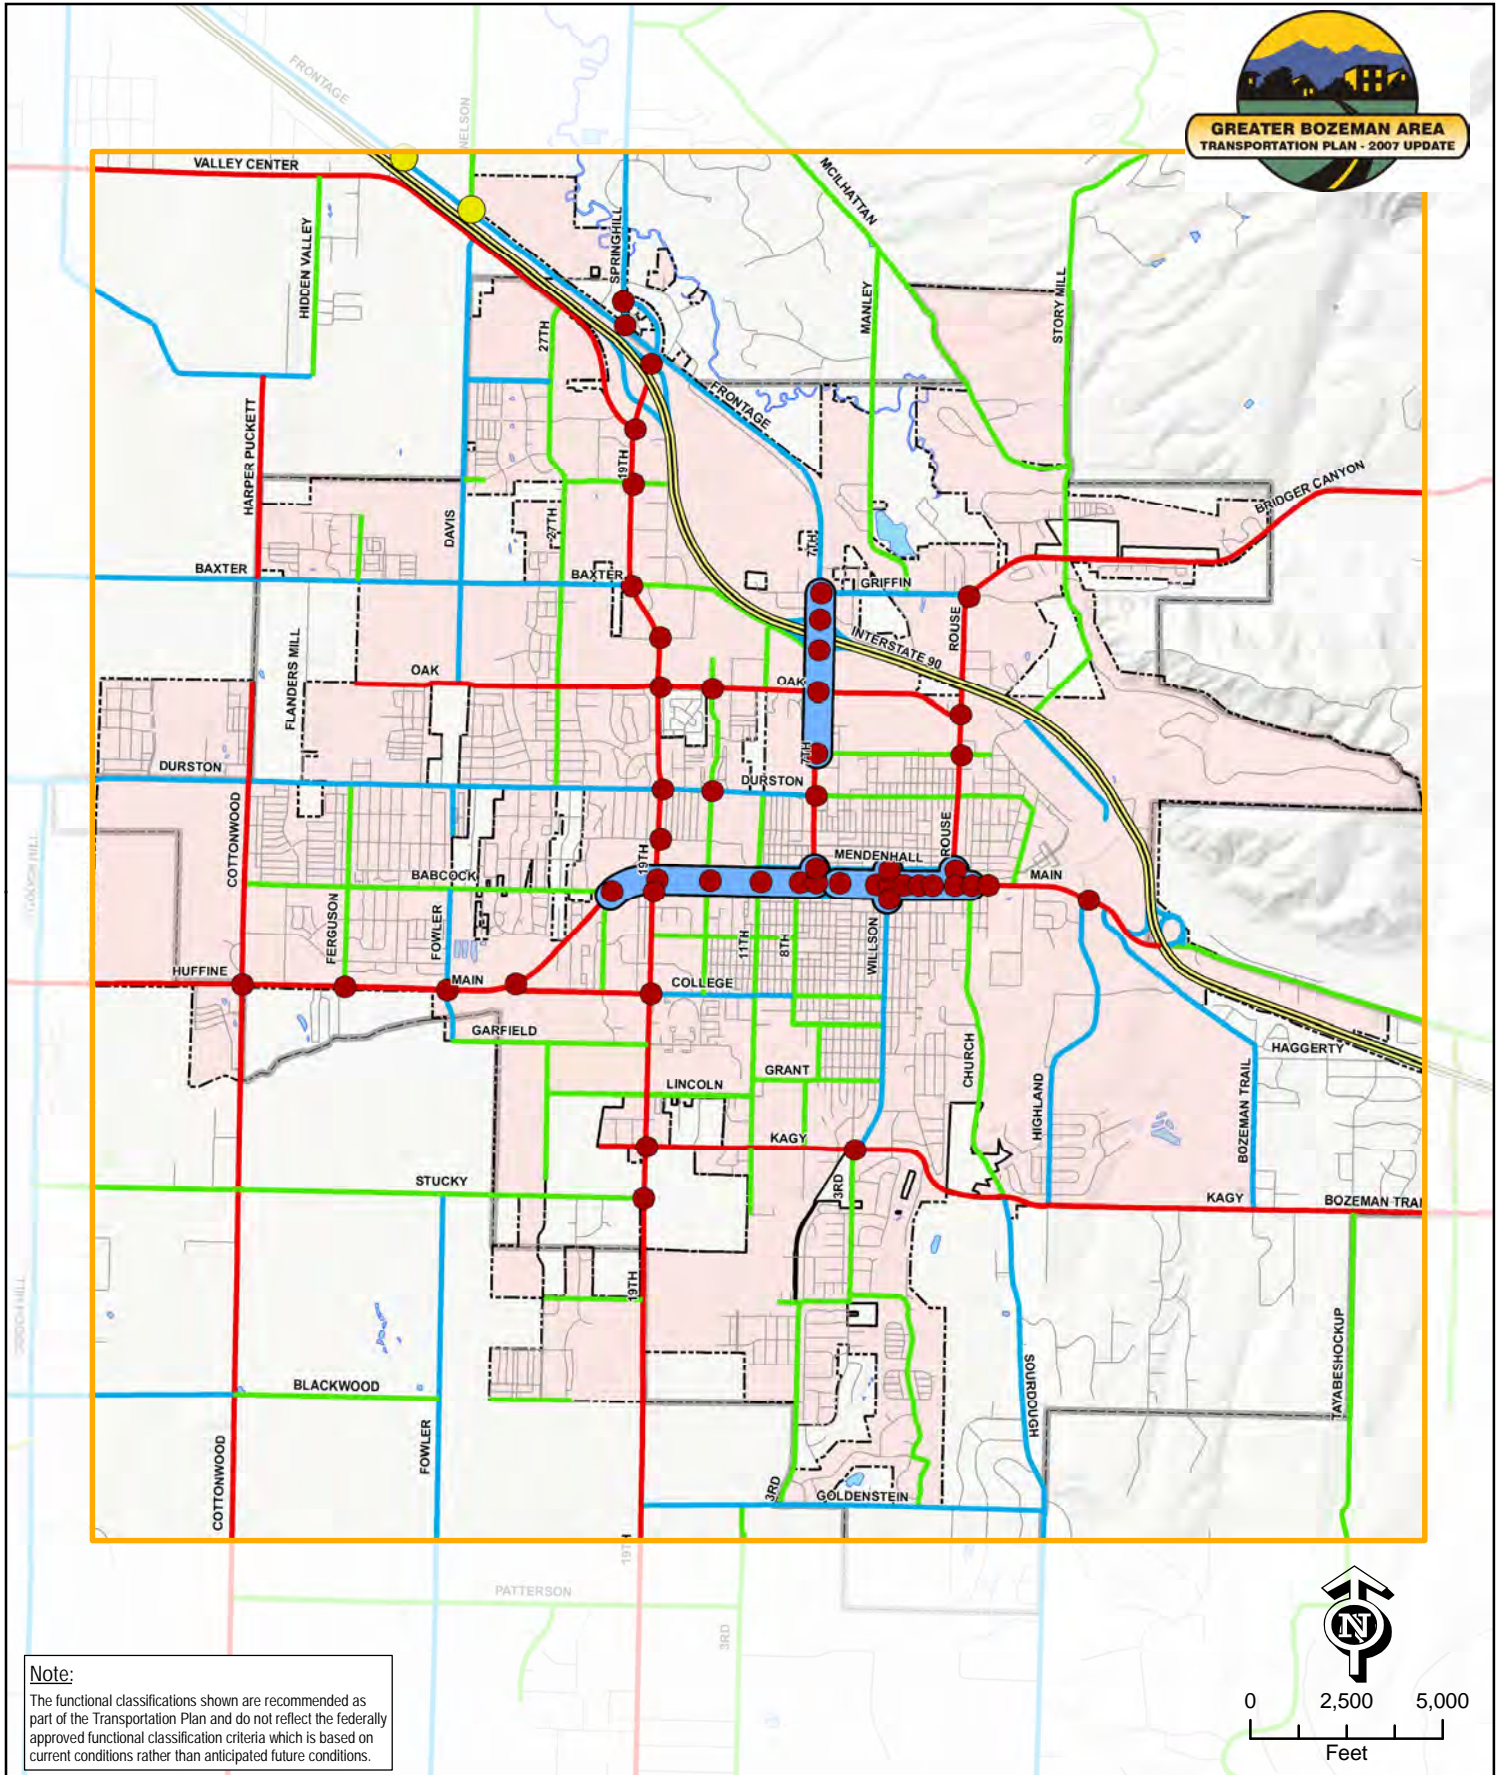 GREATER BOZEMAN AREA
TRANSPORTATION PLAN - 2007 UPDATE
FRONTAGE
NELSON
VALLEY CENTER
MCILHATTAN
HIDDEN VALLEY
SPRINGHILL
MANLEY
STORY MILL
27TH
FRONTAGE
HARPER PUCKETT
19TH
BRIDGER CANYON
DAVIS
27TH
7TH
BAXTER
BAXTER
GRIFFIN
ROUSE
INTERSTATE 90
FLANDERS MILL
OAK
OAK
7TH
DURSTON
DURSTON
COTTONWOOD
ROUSE
MENDENHALL
19TH
BABCOCK
MAIN
FERGUSON
FOWLER
11TH
8TH
WILLSON
HUFFINE
MAIN
COLLEGE
GARFIELD
CHURCH
HAGGERTY
GRANT
LINCOLN
HIGHLAND
BOZEMAN TRAIL
KAGY
STUCKY
3RD
KAGY
BOZEMAN TRAI
19TH
BLACKWOOD
SOURDOUGH
TAYABESHOCKUP
COTTONWOOD
FOWLER
3RD
GOLDENSTEIN
19TH
PATTERSON
3RD
N
Note:
The functional classifications shown are recommended as
part of the Transportation Plan and do not reflect the federally
approved functional classification criteria which is based on
current conditions rather than anticipated future conditions.
0 2,500 5,000
Feet